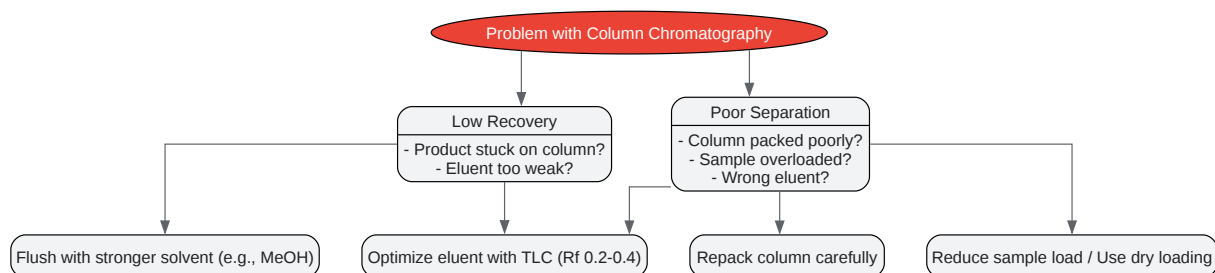 Problem with Column Chromatography
Low Recovery
- Product stuck on column?
- Eluent too weak?
Poor Separation
- Column packed poorly?
- Sample overloaded?
- Wrong eluent?
Flush with stronger solvent (e.g., MeOH)
Optimize eluent with TLC (Rf 0.2-0.4)
Repack column carefully
Reduce sample load / Use dry loading